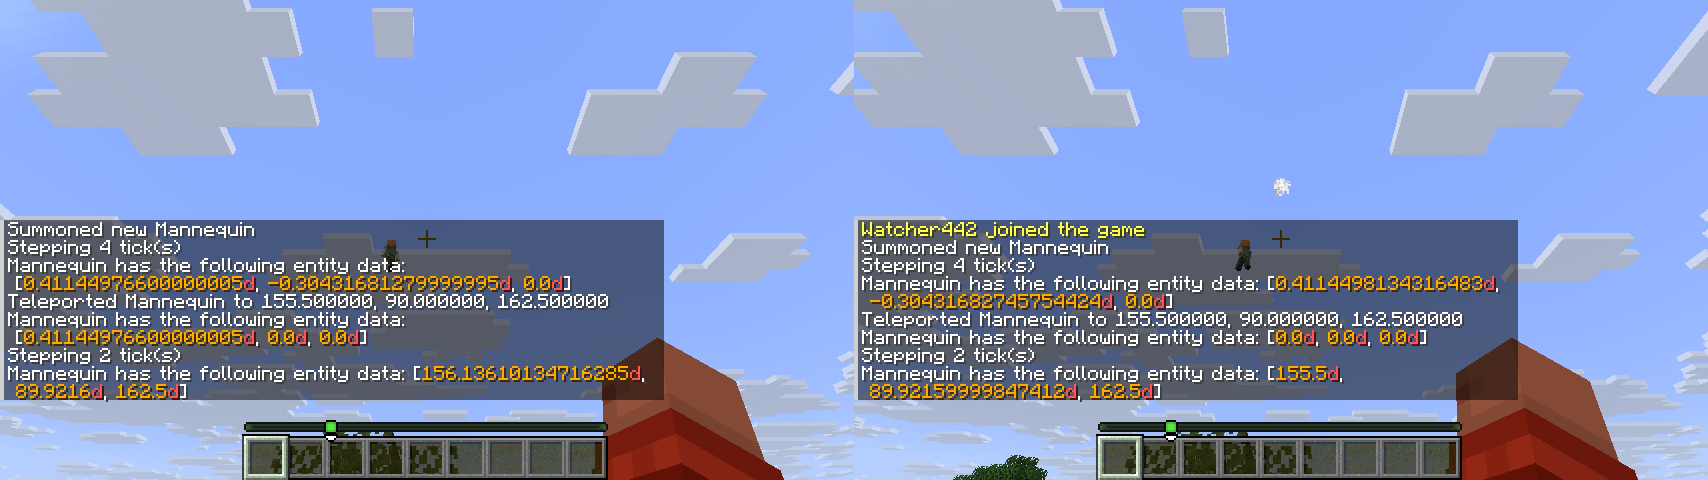 Summoned new Mannequin
Stepping 4 tick(s)
Mannequin has the following entity data:
[0.41144976600000005d, -0.30431681279999995d, 0.0d]
Teleported Mannequin to 155.500000, 90.000000, 162.500000
Mannequin has the following entity data:
[0.41144976600000005d, 0.0d, 0.0d]
Stepping 2 tick(s)
Mannequin has the following entity data: [156.13610134716285d,
89.9216d, 162.5d]
Watcher442 joined the game
Summoned new Mannequin
Stepping 4 tick(s)
Mannequin has the following entity data: [0.4114498134316483d,
-0.304316827457544​24d, 0.0d]
Teleported Mannequin to 155.500000, 90.000000, 162.500000
Mannequin has the following entity data: [0.0d, 0.0d, 0.0d]
Stepping 2 tick(s)
Mannequin has the following entity data: [155.5d,
89.92159999847412d, 162.5d]